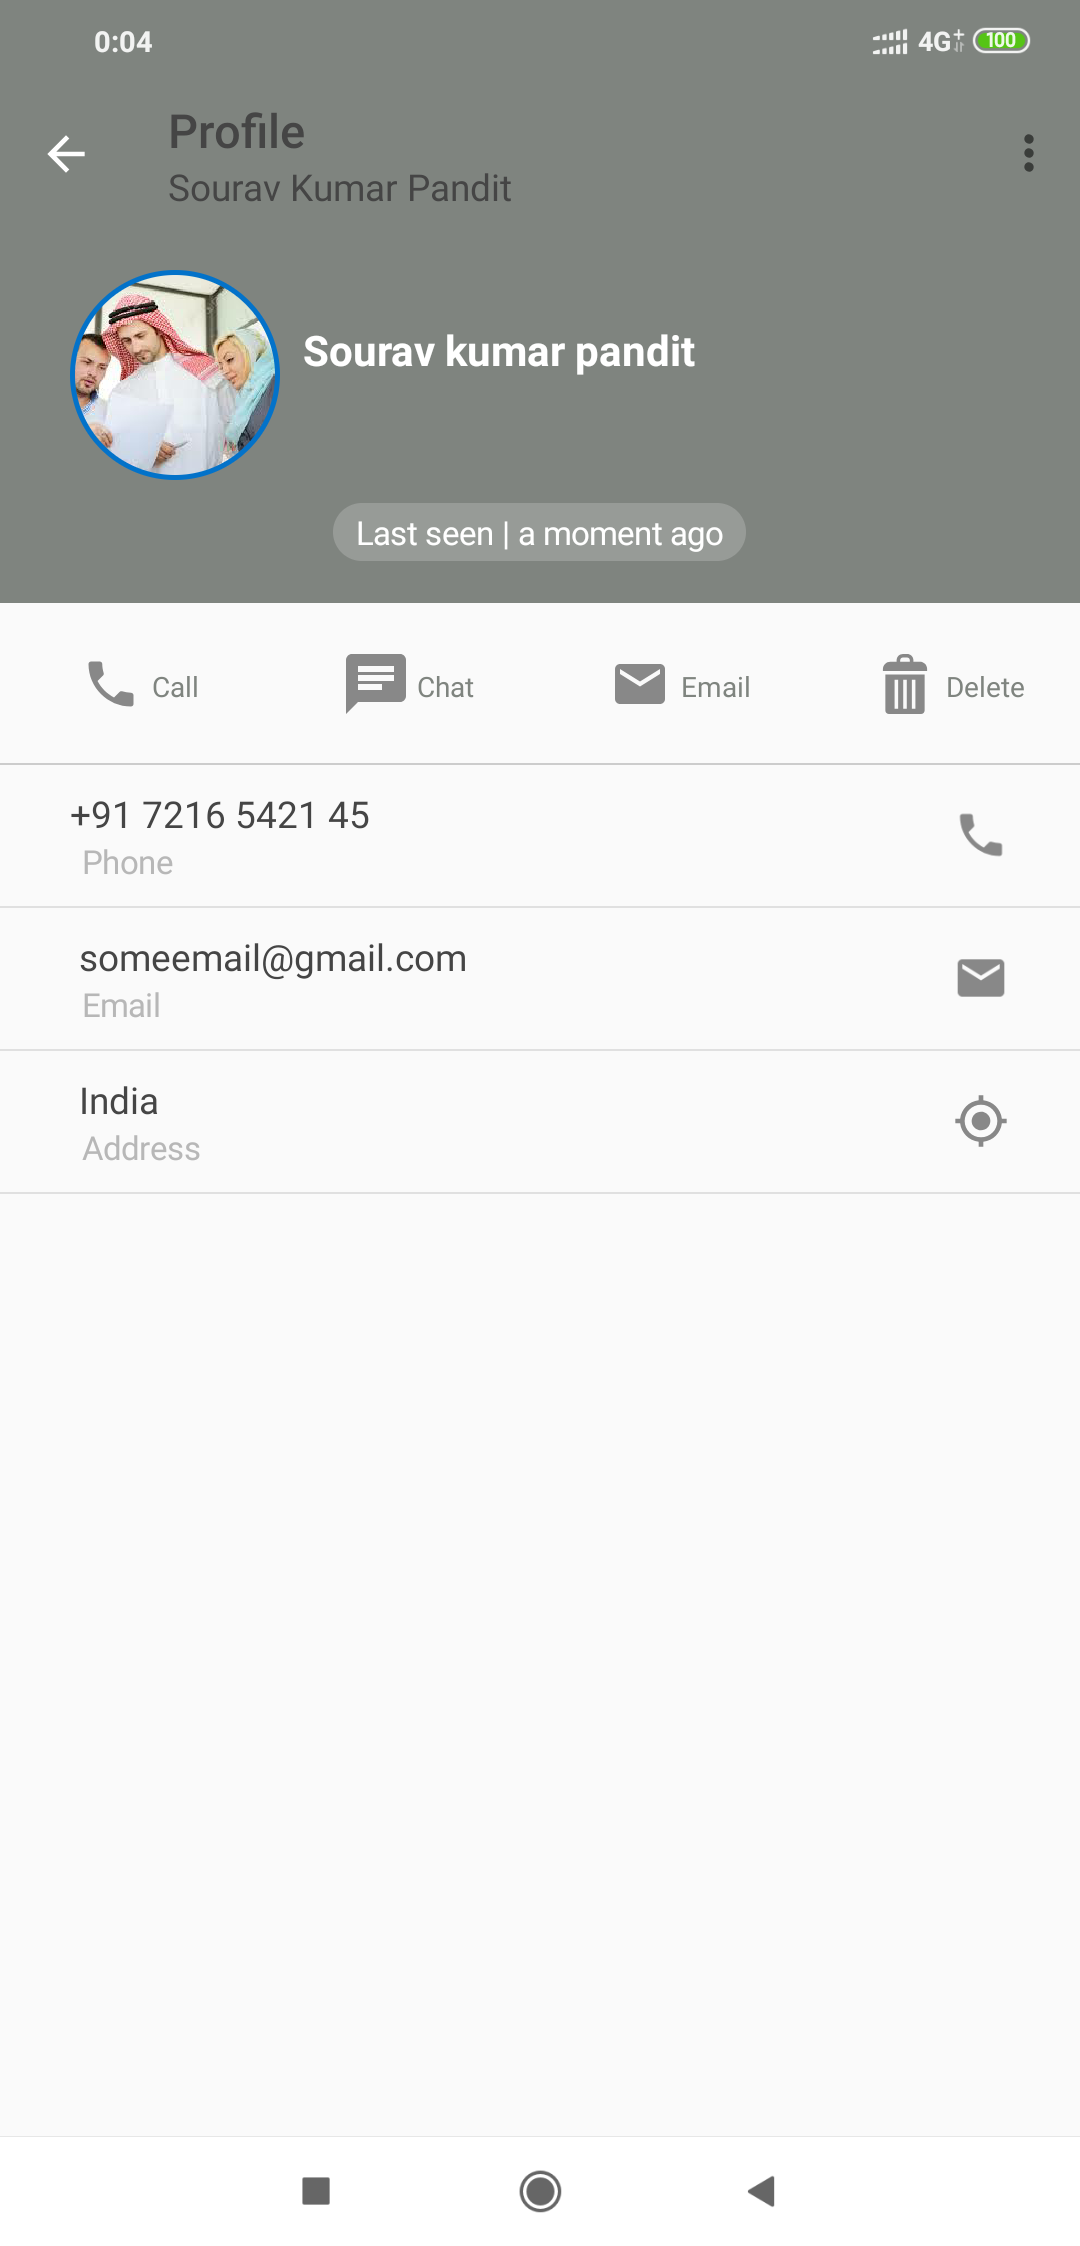 0:04
4G+
100
Profile
Sourav Kumar Pandit
Sourav kumar pandit
Last seen | a moment ago
Call
Chat
Email
Delete
+91 7216 5421 45
Phone
someemail@gmail.com
Email
India
Address